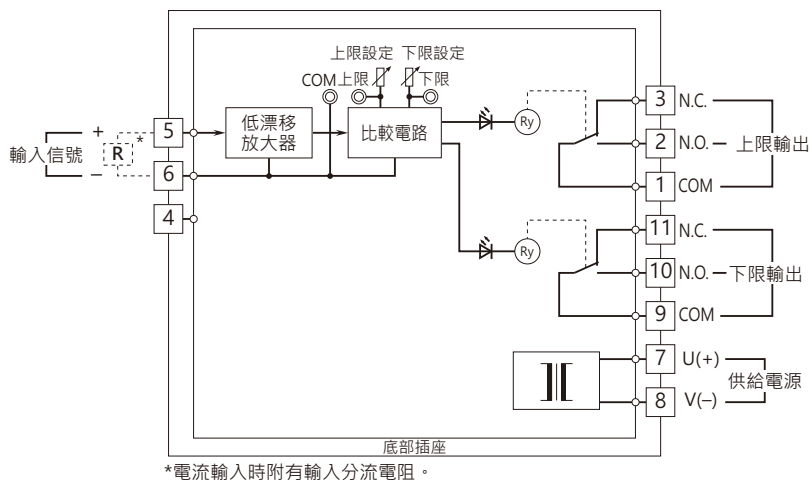 上限設定 下限設定
COM 上限 下限
5
+
*
R
輸入信號
−
6
4
低漂移
放大器
比較電路
Ry
3 N.C.
2 N.O.
上限輸出
1 COM
Ry
11 N.C.
10 N.O.
下限輸出
9 COM
7 U(+)
供給電源
8 V(−)
底部插座
*電流輸入時附有輸入分流電阻。